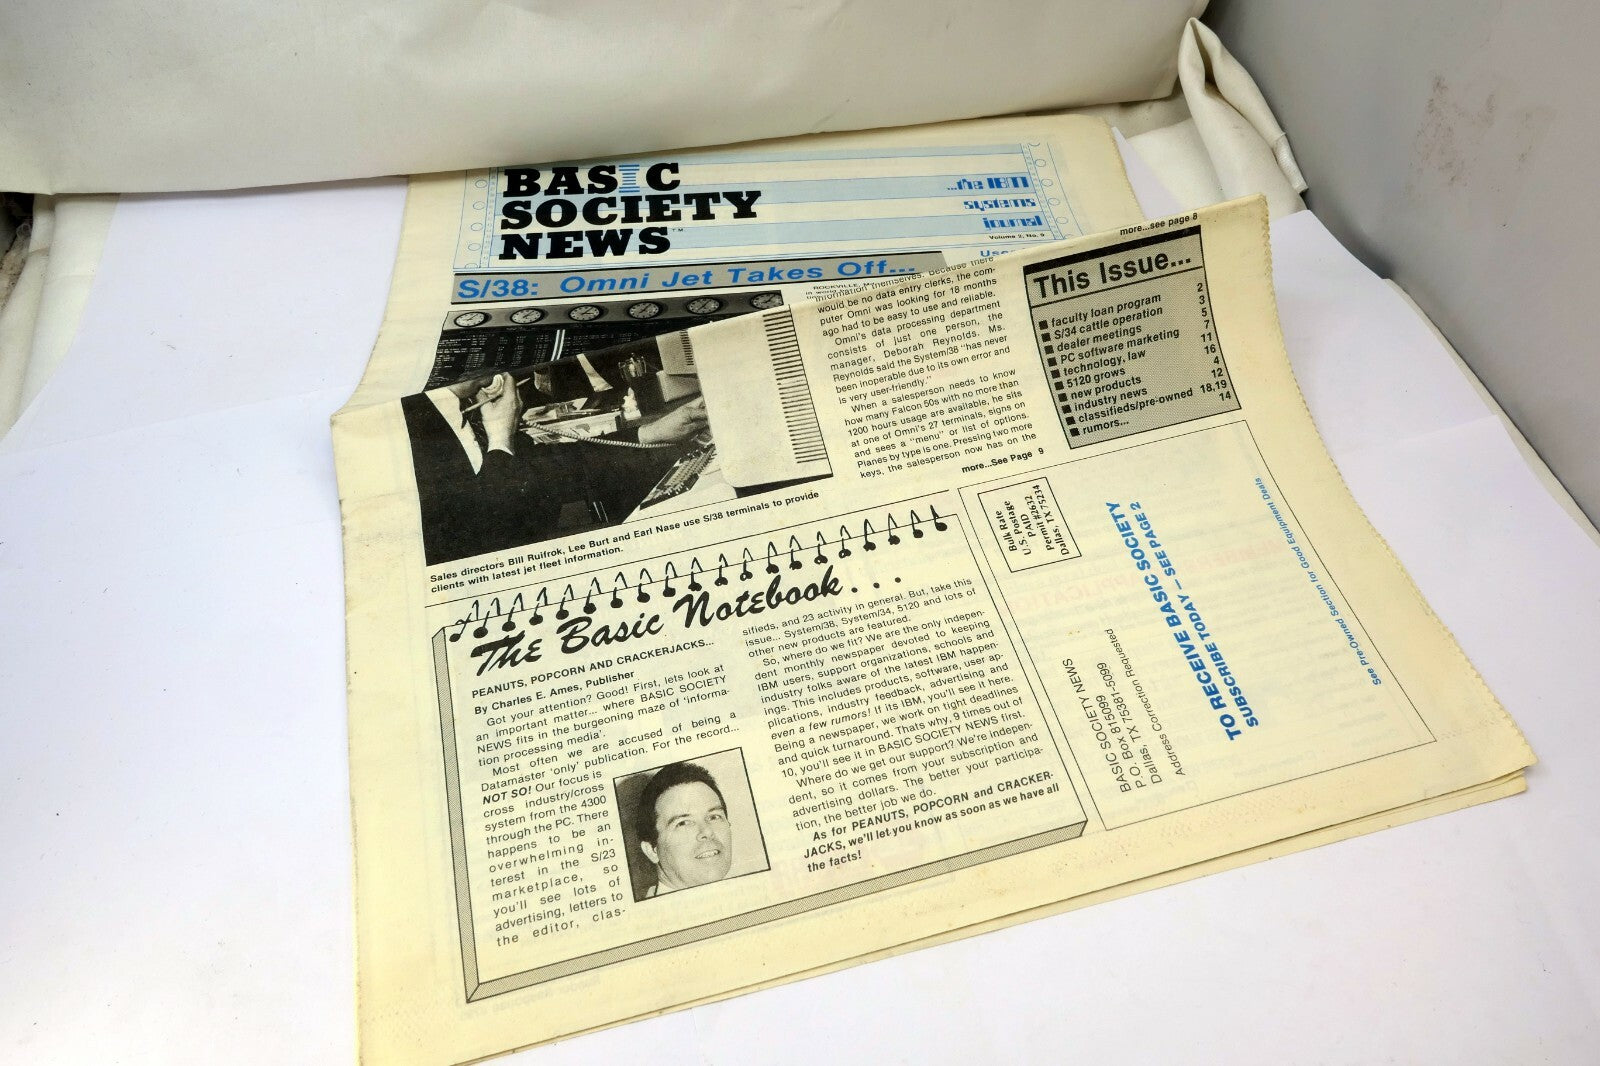 BASIC
SOCIETY
NEWS™
...the IBM
systems
journal
Volume 2, No. 9
S/38: Omni Jet Takes Off...
Sales directors Bill Ruifrok, Lee Burt and Earl Nase use S/38 terminals to provide
clients with latest jet fleet information.
information themselves. Because there
would be no data entry clerks, the com-
puter Omni was looking for 18 months
ago had to be easy to use and reliable.
Omni's data processing department
consists of just one person, the
manager, Deborah Reynolds. Ms.
Reynolds said the System/38 "has never
been inoperable due to its own error and
is very user-friendly."
When a salesperson needs to know
how many Falcon 50s with no more than
1200 hours usage are available, he sits
at one of Omni's 27 terminals, signs on
and sees a "menu" or list of options.
Planes by type is one. Pressing two more
keys, the salesperson now has on the
more...See Page 9
more...see page 8
This Issue...
■ faculty loan program 2
■ S/34 cattle operation 3
■ dealer meetings 5
■ PC software marketing 7
■ technology, law 11
■ 5120 grows 16
■ new products 4
■ industry news 12
■ classifieds/pre-owned 18,19
■ rumors... 14
The Basic Notebook...
PEANUTS, POPCORN AND CRACKERJACKS...
By Charles E. Ames, Publisher
Got your attention? Good! First, lets look at
an important matter... where BASIC SOCIETY
NEWS fits in the burgeoning maze of 'informa-
tion processing media'.
Most often we are accused of being a
Datamaster 'only' publication. For the record...
NOT SO! Our focus is
cross industry/cross
system from the 4300
through the PC. There
happens to be an
overwhelming in-
terest in the S/23
marketplace, so
you'll see lots of
advertising, letters to
the editor, clas-
sifieds, and 23 activity in general. But, take this
issue... System/38, System/34, 5120 and lots of
other new products are featured.
So, where do we fit? We are the only indepen-
dent monthly newspaper devoted to keeping
IBM users, support organizations, schools and
industry folks aware of the latest IBM happen-
ings. This includes products, software, user ap-
plications, industry feedback, advertising and
even a few rumors! If its IBM, you'll see it here.
Being a newspaper, we work on tight deadlines
and quick turnaround. Thats why, 9 times out of
10, you'll see it in BASIC SOCIETY NEWS first.
Where do we get our support? We're indepen-
dent, so it comes from your subscription and
advertising dollars. The better your participa-
tion, the better job we do.
As for PEANUTS, POPCORN and CRACKER-
JACKS, we'll let you know as soon as we have all
the facts!
Bulk Rate
U.S. Postage
PAID
Permit #2632
Dallas, TX 75234
BASIC SOCIETY NEWS
P.O. Box 815099
Dallas, TX 75381-5099
Address Correction Requested
TO RECEIVE BASIC SOCIETY
SUBSCRIBE TODAY — SEE PAGE 2
See Pre-Owned Section for Good Equipment Deals